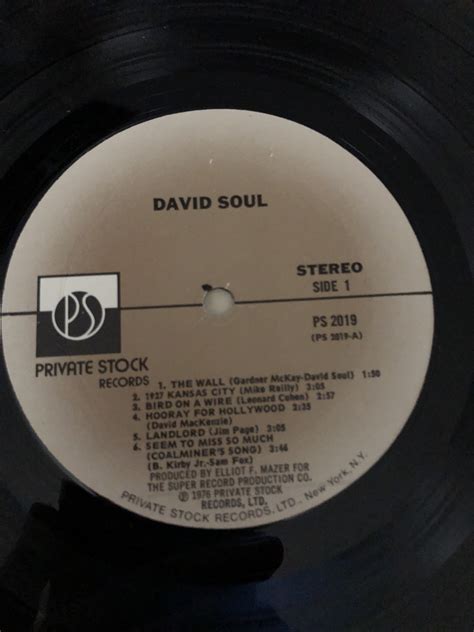 DAVID SOUL
STEREO
SIDE 1
PS
PS 2019
(PS 2019-A)
PRIVATE STOCK
RECORDS
1. THE WALL (Gardner McKay-David Soul) 1:50
2. 1927 KANSAS CITY (Mike Reilly) 3:05
3. BIRD ON A WIRE (Leonard Cohen) 3:57
4. HOORAY FOR HOLLYWOOD 2:35
(David MacKenzie)
5. LANDLORD (Jim Page) 3:05
6. SEEM TO MISS SO MUCH
(COALMINER'S SONG) 3:46
(B. Kirby Jr.-Sam Fox)
PRODUCED BY ELLIOT F. MAZER FOR
THE SUPER RECORD PRODUCTION CO.
Ⓟ 1976 PRIVATE STOCK
RECORDS, LTD.
PRIVATE STOCK RECORDS, LTD., New York, N.Y.